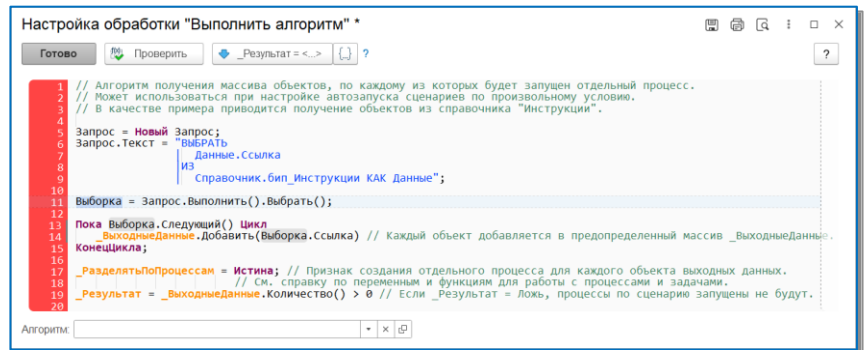 Настройка обработки "Выполнить алгоритм" *
Готово Проверить _Результат = <...> {..} ? ?
1 // Алгоритм получения массива объектов, по каждому из которых будет запущен отдельный процесс.
2 // Может использоваться при настройке автозапуска сценариев по произвольному условию.
3 // В качестве примера приводится получение объектов из справочника "Инструкции".
4
5 Запрос = Новый Запрос;
6 Запрос.Текст = "ВЫБРАТЬ
7 | Данные.Ссылка
8 |ИЗ
9 | Справочник.бип_Инструкции КАК Данные";
10
11 Выборка = Запрос.Выполнить().Выбрать();
12
13 Пока Выборка.Следующий() Цикл
14 _ВыходныеДанные.Добавить(Выборка.Ссылка) // Каждый объект добавляется в предопределенный массив _ВыходныеДанные.
15 КонецЦикла;
16
17 _РазделятьПоПроцессам = Истина; // Признак создания отдельного процесса для каждого объекта выходных данных.
18 // См. справку по переменным и функциям для работы с процессами и задачами.
19 _Результат = _ВыходныеДанные.Количество() > 0 // Если _Результат = Ложь, процессы по сценарию запущены не будут.
20
Алгоритм: